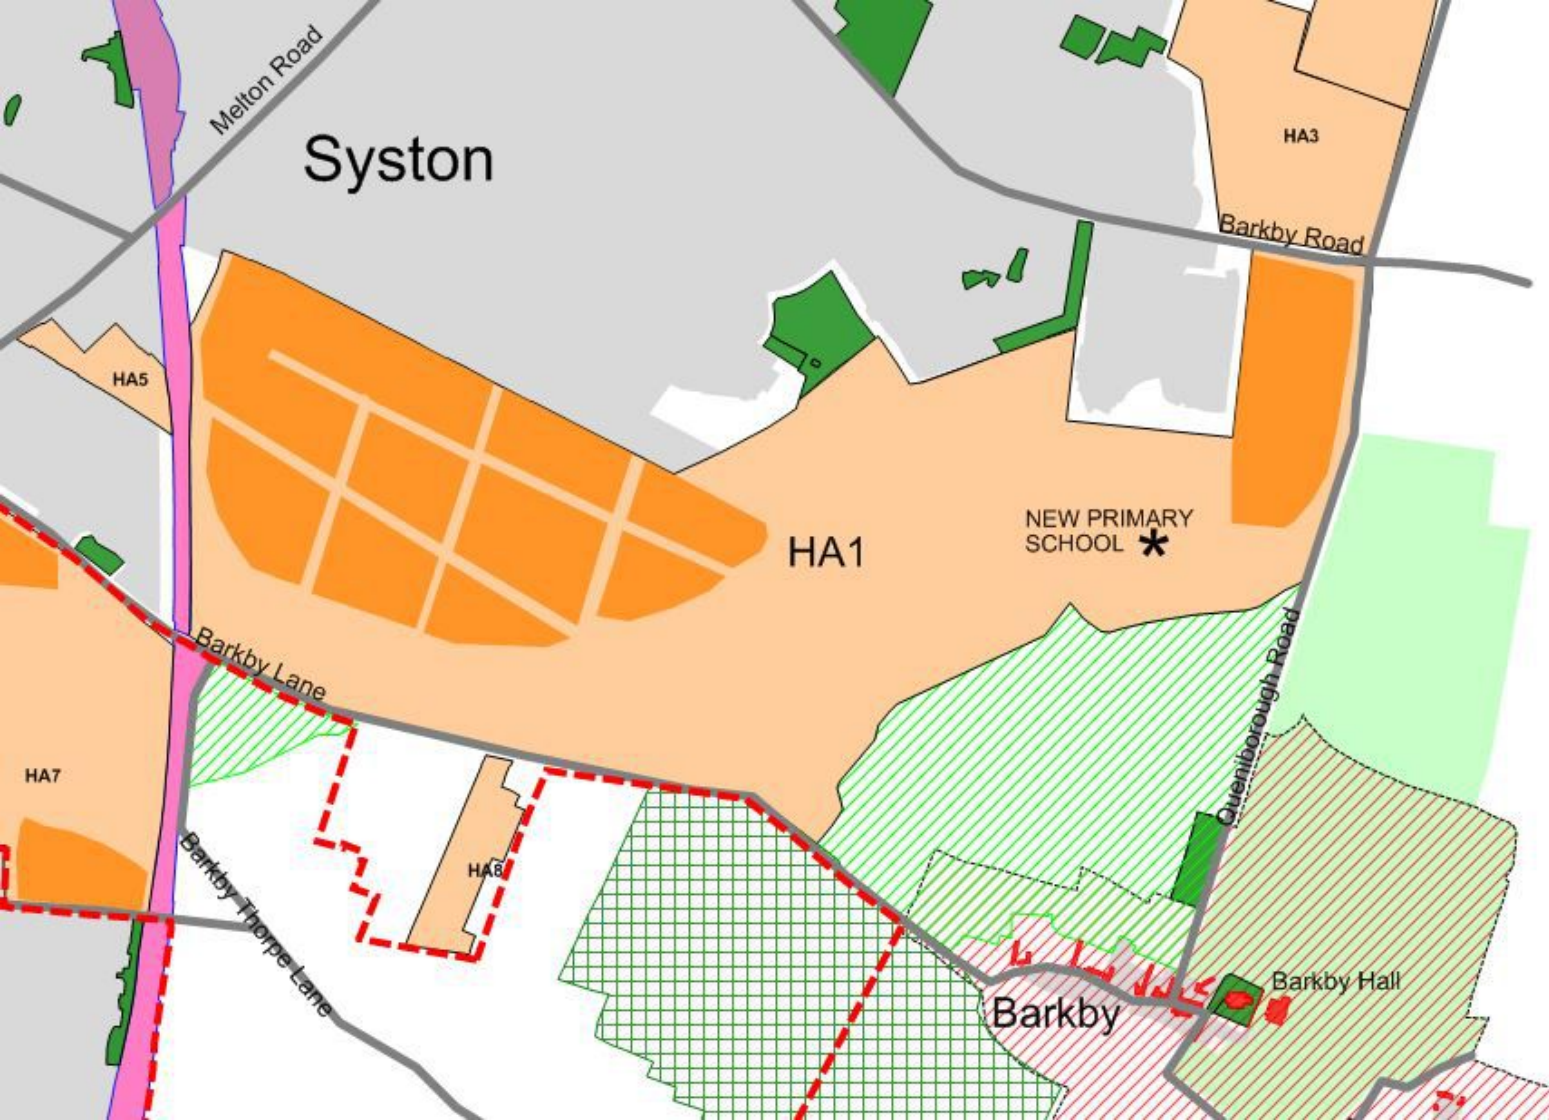 Melton Road
Syston
HA3
Barkby Road
HA5
NEW PRIMARY
SCHOOL *
HA1
Barkby Lane
Queniborough Road
HA7
HA8
Barkby Thorpe Lane
Barkby Hall
Barkby